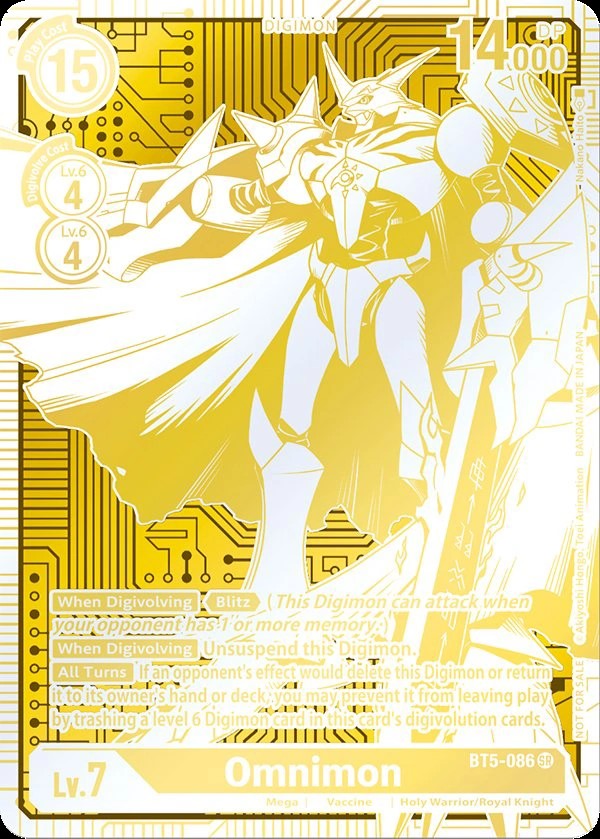 DIGIMON
Play Cost
15
DP
14000
Digivolve Cost
Lv.6
4
Lv.6
4
Nakano Haito
When Digivolving Blitz (This Digimon can attack when
your opponent has 1 or more memory.)
When Digivolving Unsuspend this Digimon.
All Turns If an opponent's effect would delete this Digimon or return
it to its owner's hand or deck, you may prevent it from leaving play
by trashing a level 6 Digimon card in this card's digivolution cards.
NOT FOR SALE © Akiyoshi Hongo, Toei Animation BANDAI MADE IN JAPAN
BT5-086 SR
Lv.7
Omnimon
Mega | Vaccine | Holy Warrior/Royal Knight